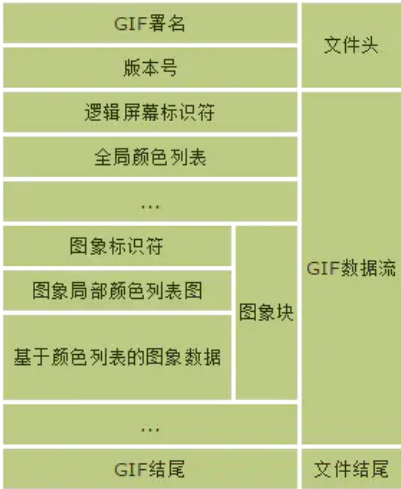 GIF署名
文件头
版本号
逻辑屏幕标识符
全局颜色列表
...
图象标识符
图象局部颜色列表图
基于颜色列表的图象数据
图象块
GIF数据流
...
GIF结尾
文件结尾